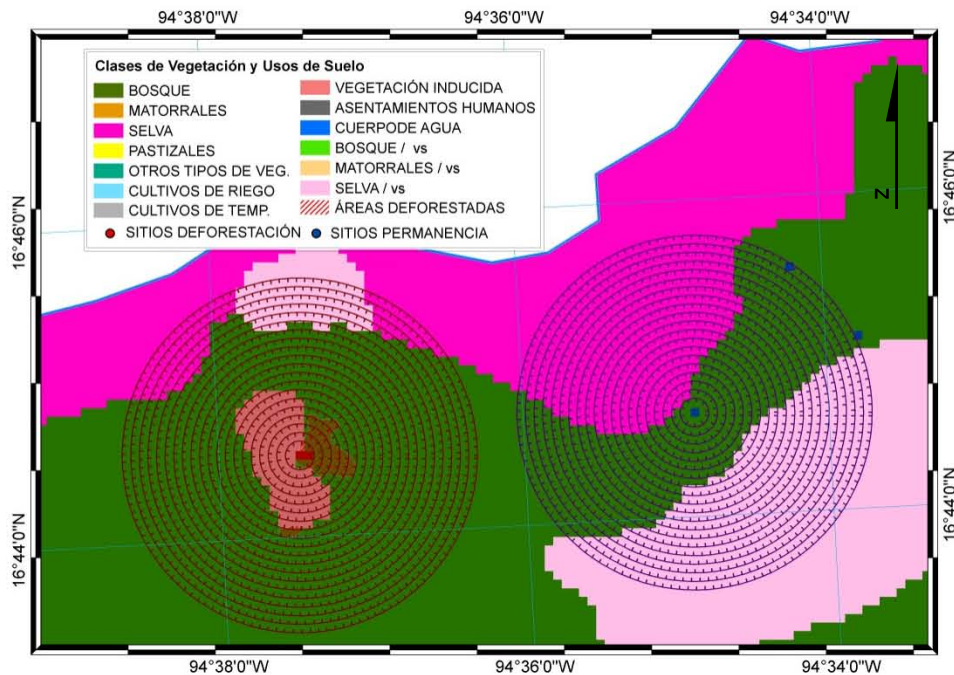 94°38'0"W 94°36'0"W 94°34'0"W
Clases de Vegetación y Usos de Suelo
BOSQUE
MATORRALES
SELVA
PASTIZALES
OTROS TIPOS DE VEG.
CULTIVOS DE RIEGO
CULTIVOS DE TEMP.
SITIOS DEFORESTACIÓN
VEGETACIÓN INDUCIDA
ASENTAMIENTOS HUMANOS
CUERPODE AGUA
BOSQUE / vs
MATORRALES / vs
SELVA / vs
ÁREAS DEFORESTADAS
SITIOS PERMANENCIA
N
16°46'0"N
16°46'0"N
16°44'0"N
16°44'0"N
94°38'0"W 94°36'0"W 94°34'0"W